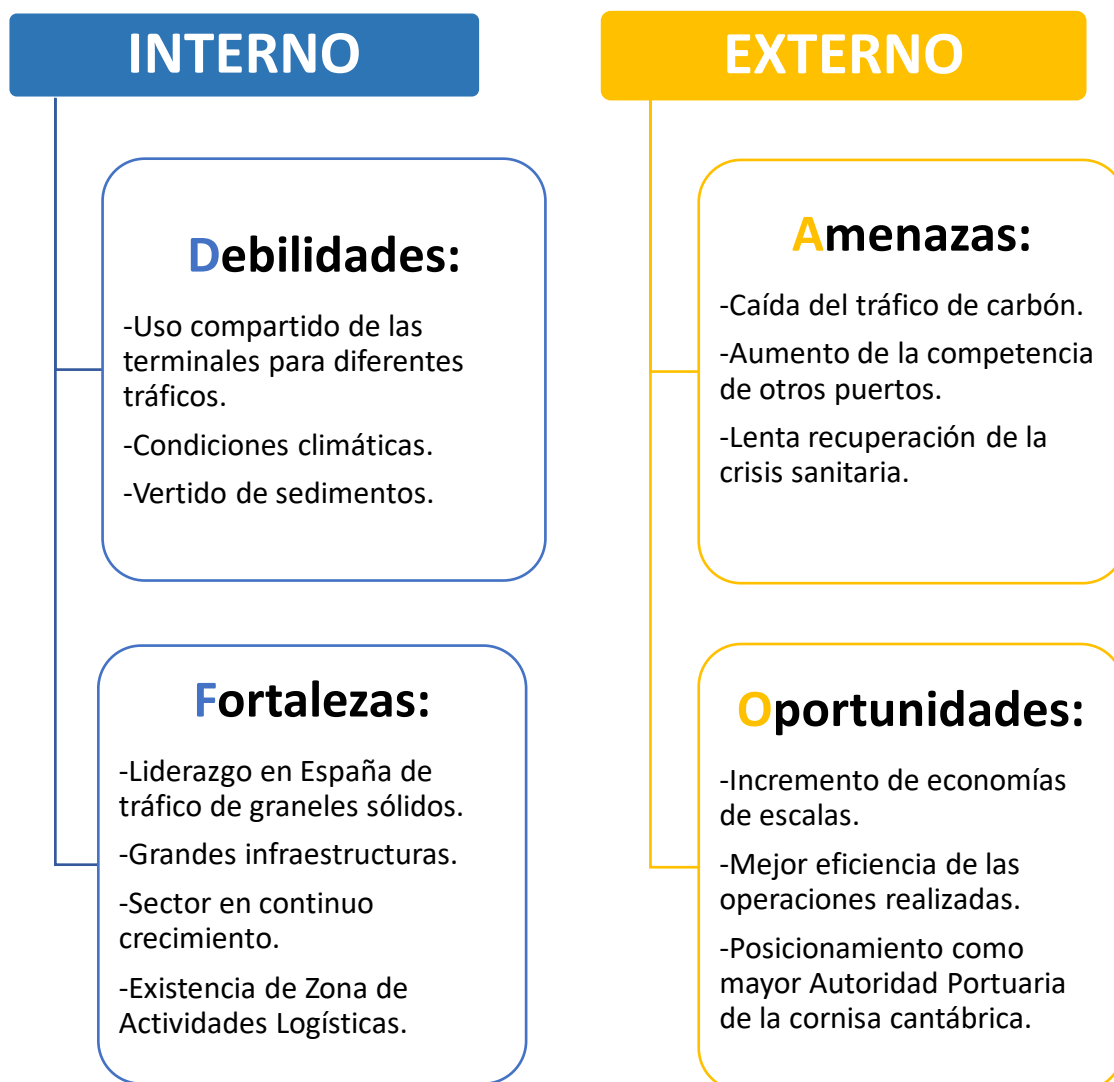 INTERNO
Debilidades:
-Uso compartido de las
terminales para diferentes
tráficos.
-Condiciones climáticas.
-Vertido de sedimentos.
Fortalezas:
-Liderazgo en España de
tráfico de graneles sólidos.
-Grandes infraestructuras.
-Sector en continuo
crecimiento.
-Existencia de Zona de
Actividades Logísticas.
EXTERNO
Amenazas:
-Caída del tráfico de carbón.
-Aumento de la competencia
de otros puertos.
-Lenta recuperación de la
crisis sanitaria.
Oportunidades:
-Incremento de economías
de escalas.
-Mejor eficiencia de las
operaciones realizadas.
-Posicionamiento como
mayor Autoridad Portuaria
de la cornisa cantábrica.